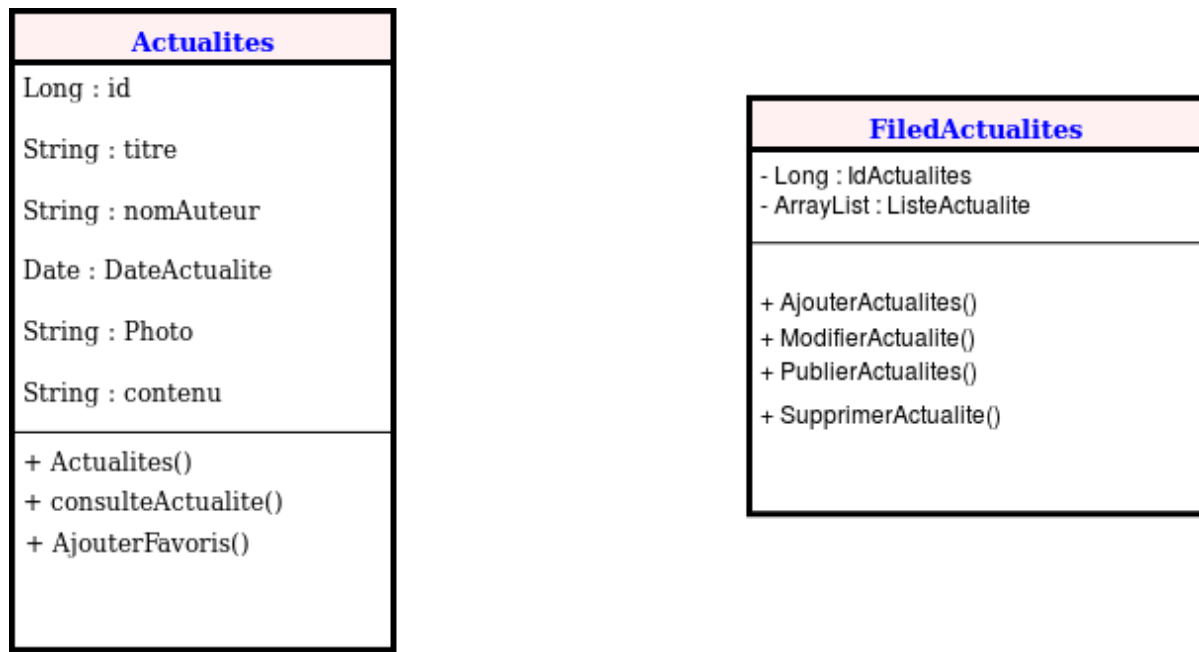 Actualites
Long : id
String : titre
String : nomAuteur
Date : DateActualite
String : Photo
String : contenu
+ Actualites()
+ consulteActualite()
+ AjouterFavoris()
FiledActualites
- Long : IdActualites
- ArrayList : ListeActualite
+ AjouterActualites()
+ ModifierActualite()
+ PublierActualites()
+ SupprimerActualite()